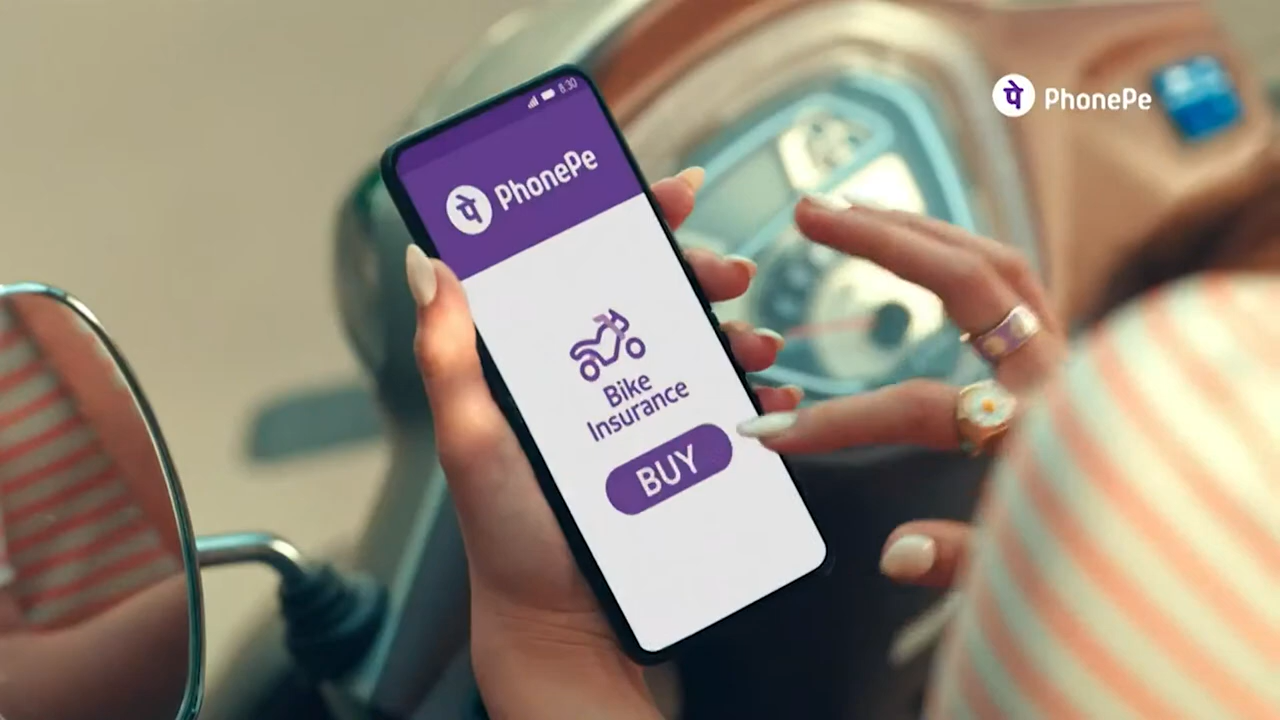 8:30
पे PhonePe
पे PhonePe
Bike
Insurance
BUY